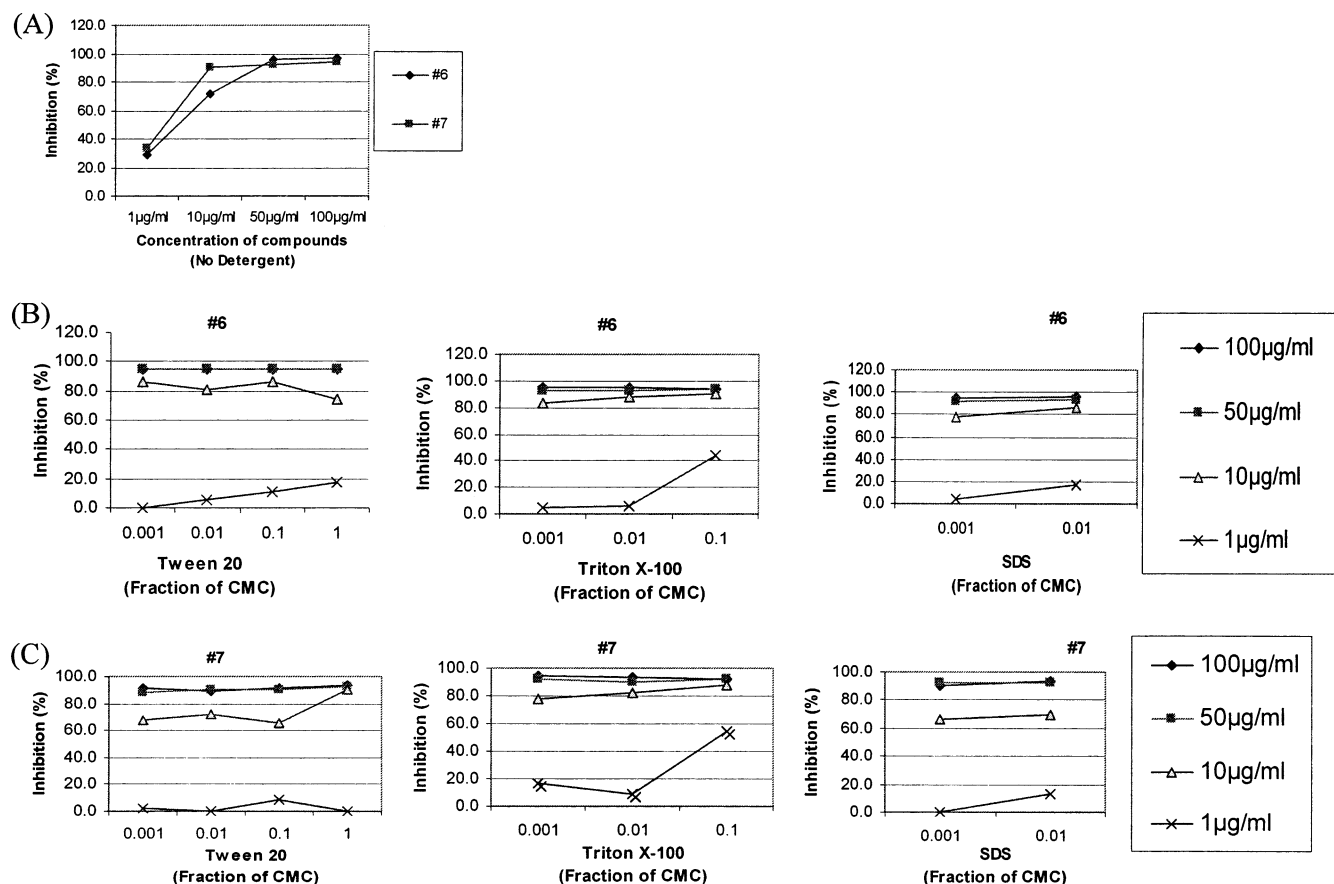 (A)
120.0
100.0
80.0
60.0
40.0
20.0
0.0
Inhibition (%)
1µg/ml 10µg/ml 50µg/ml 100µg/ml
Concentration of compounds
(No Detergent)
#6
#7
(B)
#6
120.0
100.0
80.0
60.0
40.0
20.0
0.0
Inhibition (%)
0.001 0.01 0.1 1
Tween 20
(Fraction of CMC)
#6
120.0
100.0
80.0
60.0
40.0
20.0
0.0
Inhibition (%)
0.001 0.01 0.1
Triton X-100
(Fraction of CMC)
#6
120.0
100.0
80.0
60.0
40.0
20.0
0.0
Inhibition (%)
0.001 0.01
SDS
(Fraction of CMC)
100µg/ml
50µg/ml
10µg/ml
1µg/ml
(C)
#7
100.0
80.0
60.0
40.0
20.0
0.0
Inhibition (%)
0.001 0.01 0.1 1
Tween 20
(Fraction of CMC)
#7
100.0
80.0
60.0
40.0
20.0
0.0
Inhibition (%)
0.001 0.01 0.1
Triton X-100
(Fraction of CMC)
#7
100.0
80.0
60.0
40.0
20.0
0.0
Inhibition (%)
0.001 0.01
SDS
(Fraction of CMC)
100µg/ml
50µg/ml
10µg/ml
1µg/ml